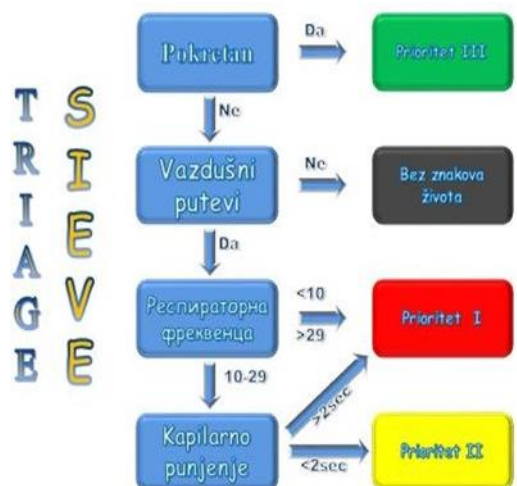 TRIAGE
SIEVE
Pokretan
Da
Prioritet III
Ne
Vazdušni
putevi
Ne
Bez znakova
života
Da
Респираторна
фреквенца
<10
>29
Prioritet I
10-29
>2sec
Kapilarno
punjenje
<2sec
Prioritet II